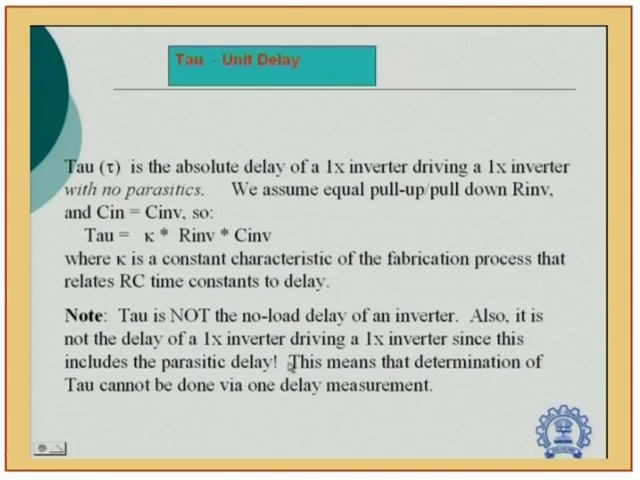 Tau - Unit Delay
Tau (τ) is the absolute delay of a 1x inverter driving a 1x inverter
with no parasitics. We assume equal pull-up/pull down Rinv,
and Cin = Cinv, so:
Tau = κ * Rinv * Cinv
where κ is a constant characteristic of the fabrication process that
relates RC time constants to delay.
Note: Tau is NOT the no-load delay of an inverter. Also, it is
not the delay of a 1x inverter driving a 1x inverter since this
includes the parasitic delay! This means that determination of
Tau cannot be done via one delay measurement.